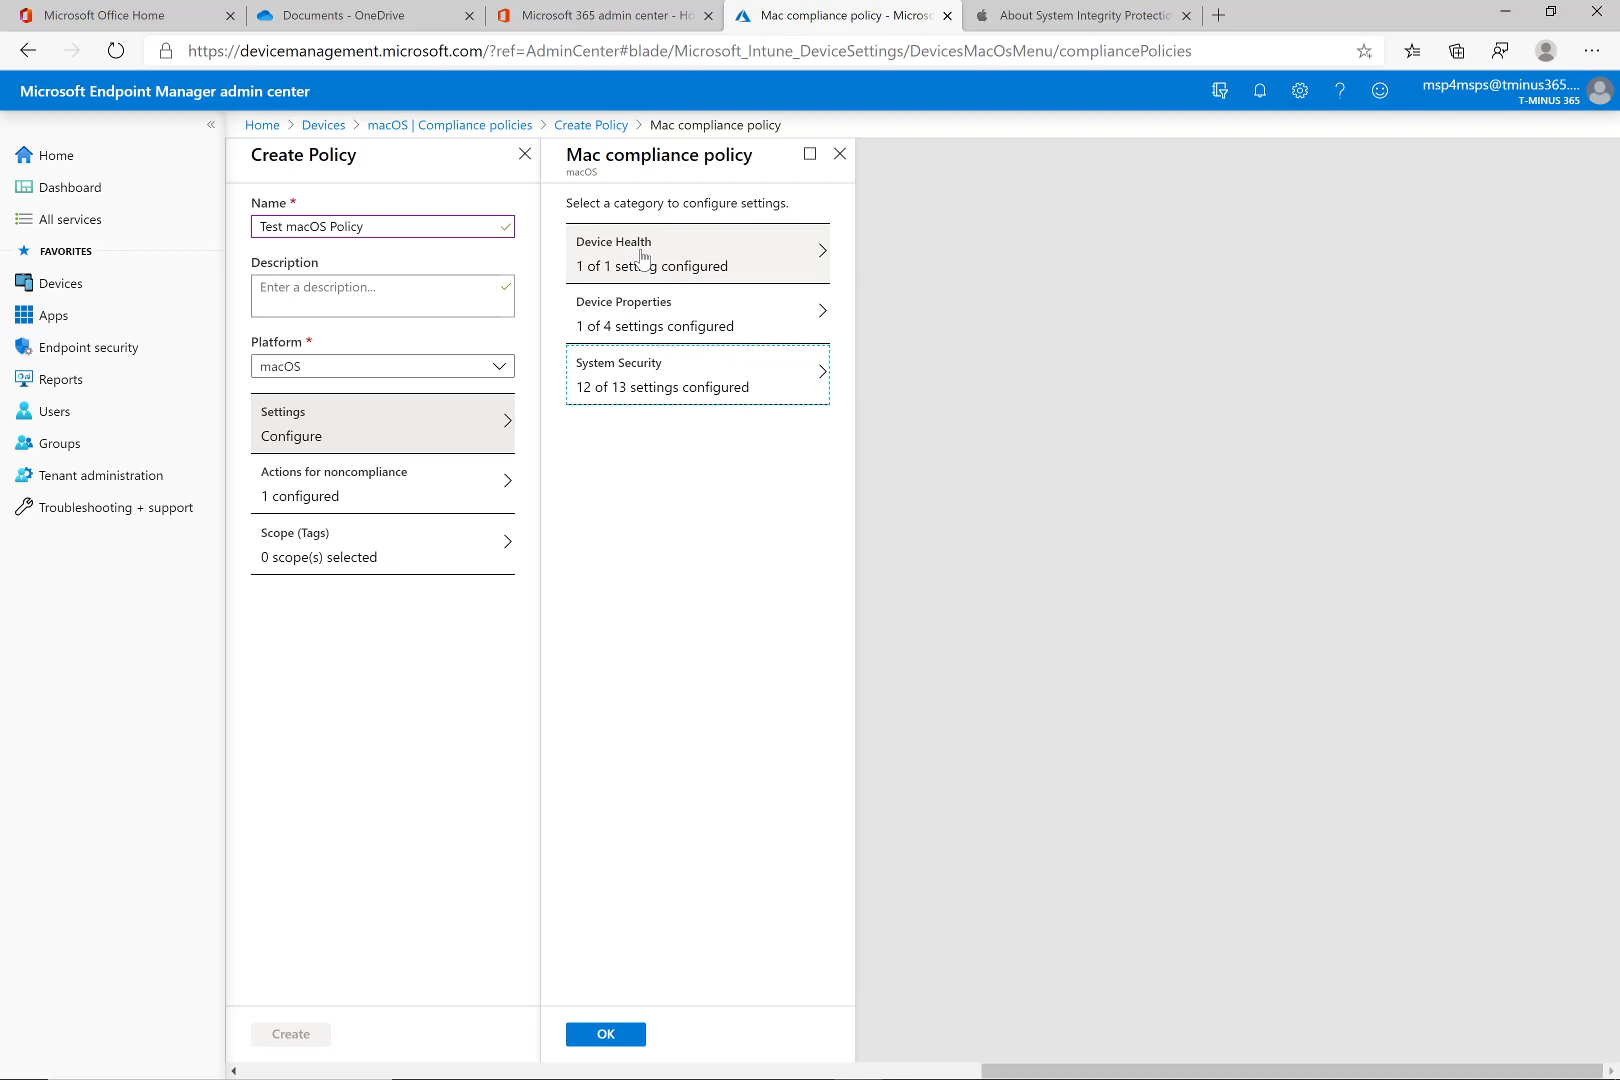 Microsoft Office Home
Documents - OneDrive
Microsoft 365 admin center - Ho
Mac compliance policy - Microso
About System Integrity Protectio
https://devicemanagement.microsoft.com/?ref=AdminCenter#blade/Microsoft_Intune_DeviceSettings/DevicesMacOsMenu/compliancePolicies
Microsoft Endpoint Manager admin center
msp4msps@tminus365....
T-MINUS 365
Home > Devices > macOS | Compliance policies > Create Policy > Mac compliance policy
Home
Dashboard
All services
FAVORITES
Devices
Apps
Endpoint security
Reports
Users
Groups
Tenant administration
Troubleshooting + support
Create Policy
Name *
Test macOS Policy
Description
Enter a description...
Platform *
macOS
Settings
Configure
Actions for noncompliance
1 configured
Scope (Tags)
0 scope(s) selected
Create
Mac compliance policy
macOS
Select a category to configure settings.
Device Health
1 of 1 setting configured
Device Properties
1 of 4 settings configured
System Security
12 of 13 settings configured
OK